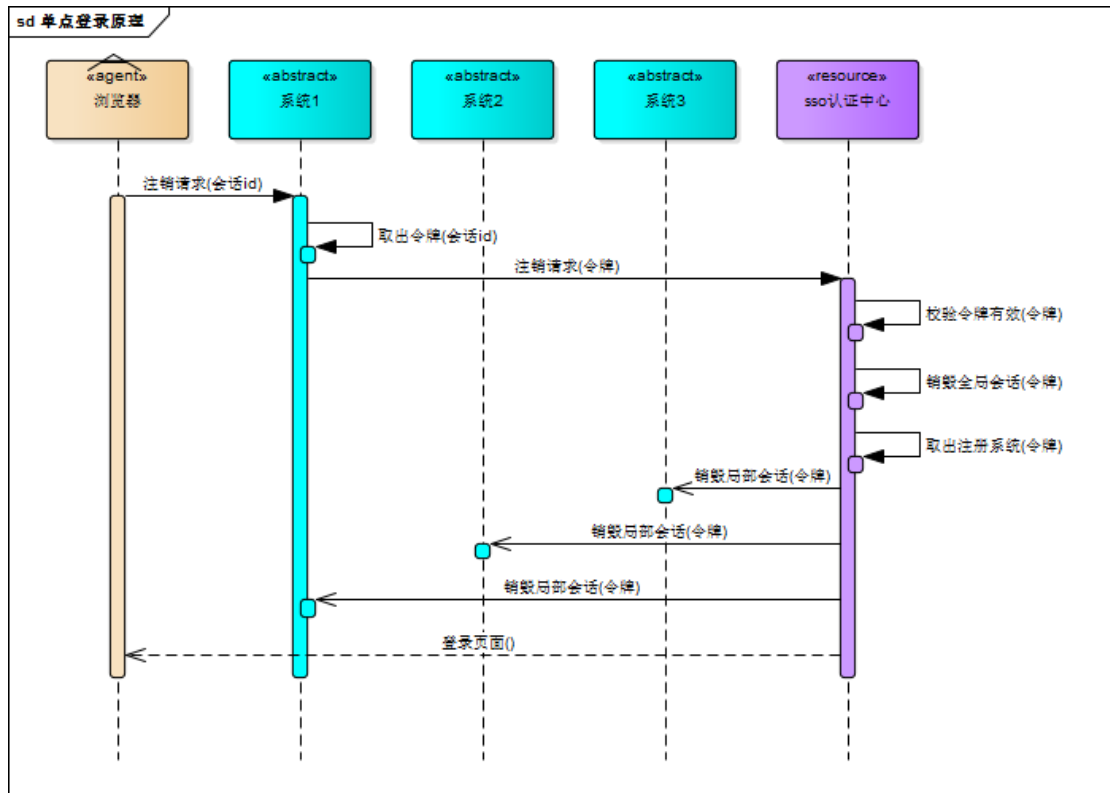 sd 单点登录原理
«agent»
浏览器
«abstract»
系统1
«abstract»
系统2
«abstract»
系统3
«resource»
sso认证中心
注销请求(会话id)
取出令牌(会话id)
注销请求(令牌)
校验令牌有效(令牌)
销毁全局会话(令牌)
取出注册系统(令牌)
销毁局部会话(令牌)
销毁局部会话(令牌)
销毁局部会话(令牌)
登录页面()